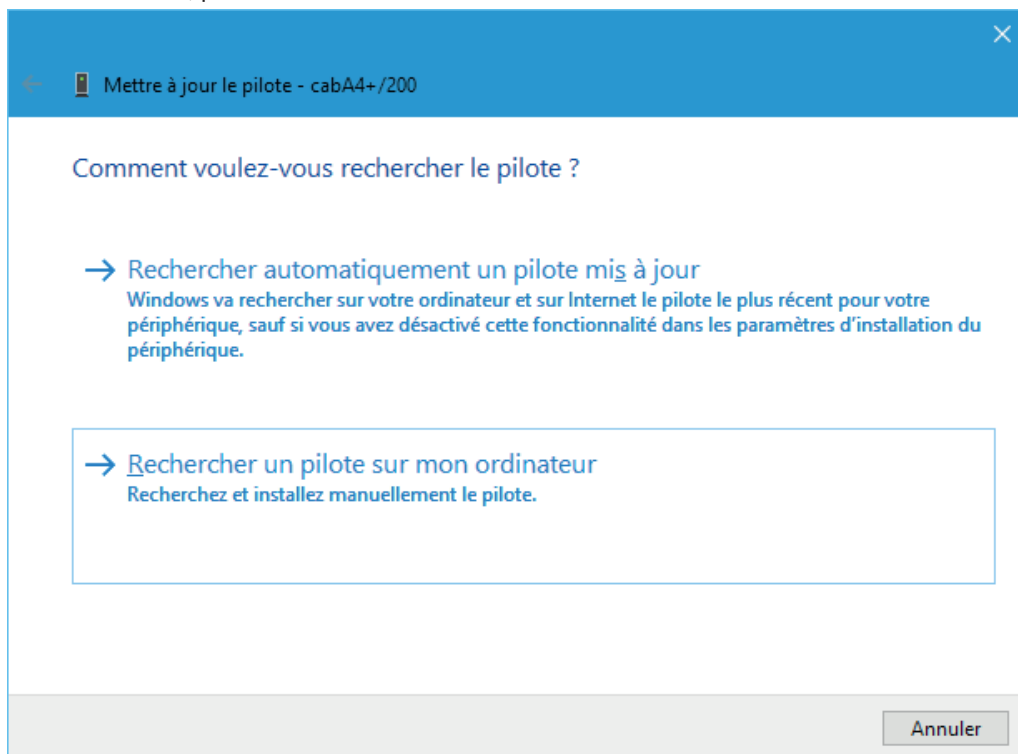 Mettre à jour le pilote - cabA4+/200
Comment voulez-vous rechercher le pilote ?
Rechercher automatiquement un pilote mis à jour
Windows va rechercher sur votre ordinateur et sur Internet le pilote le plus récent pour votre
périphérique, sauf si vous avez désactivé cette fonctionnalité dans les paramètres d'installation du
périphérique.
Rechercher un pilote sur mon ordinateur
Recherchez et installez manuellement le pilote.
Annuler